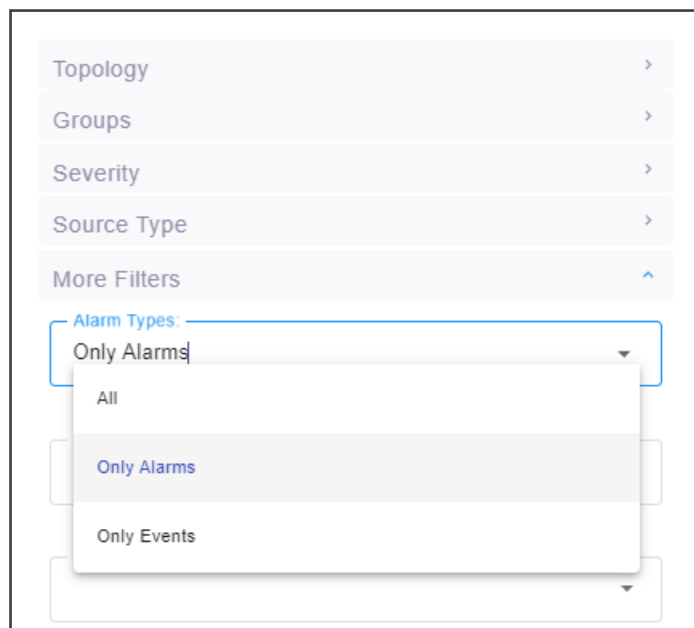 Topology
Groups
Severity
Source Type
More Filters
Alarm Types:
Only Alarms
All
Only Alarms
Only Events